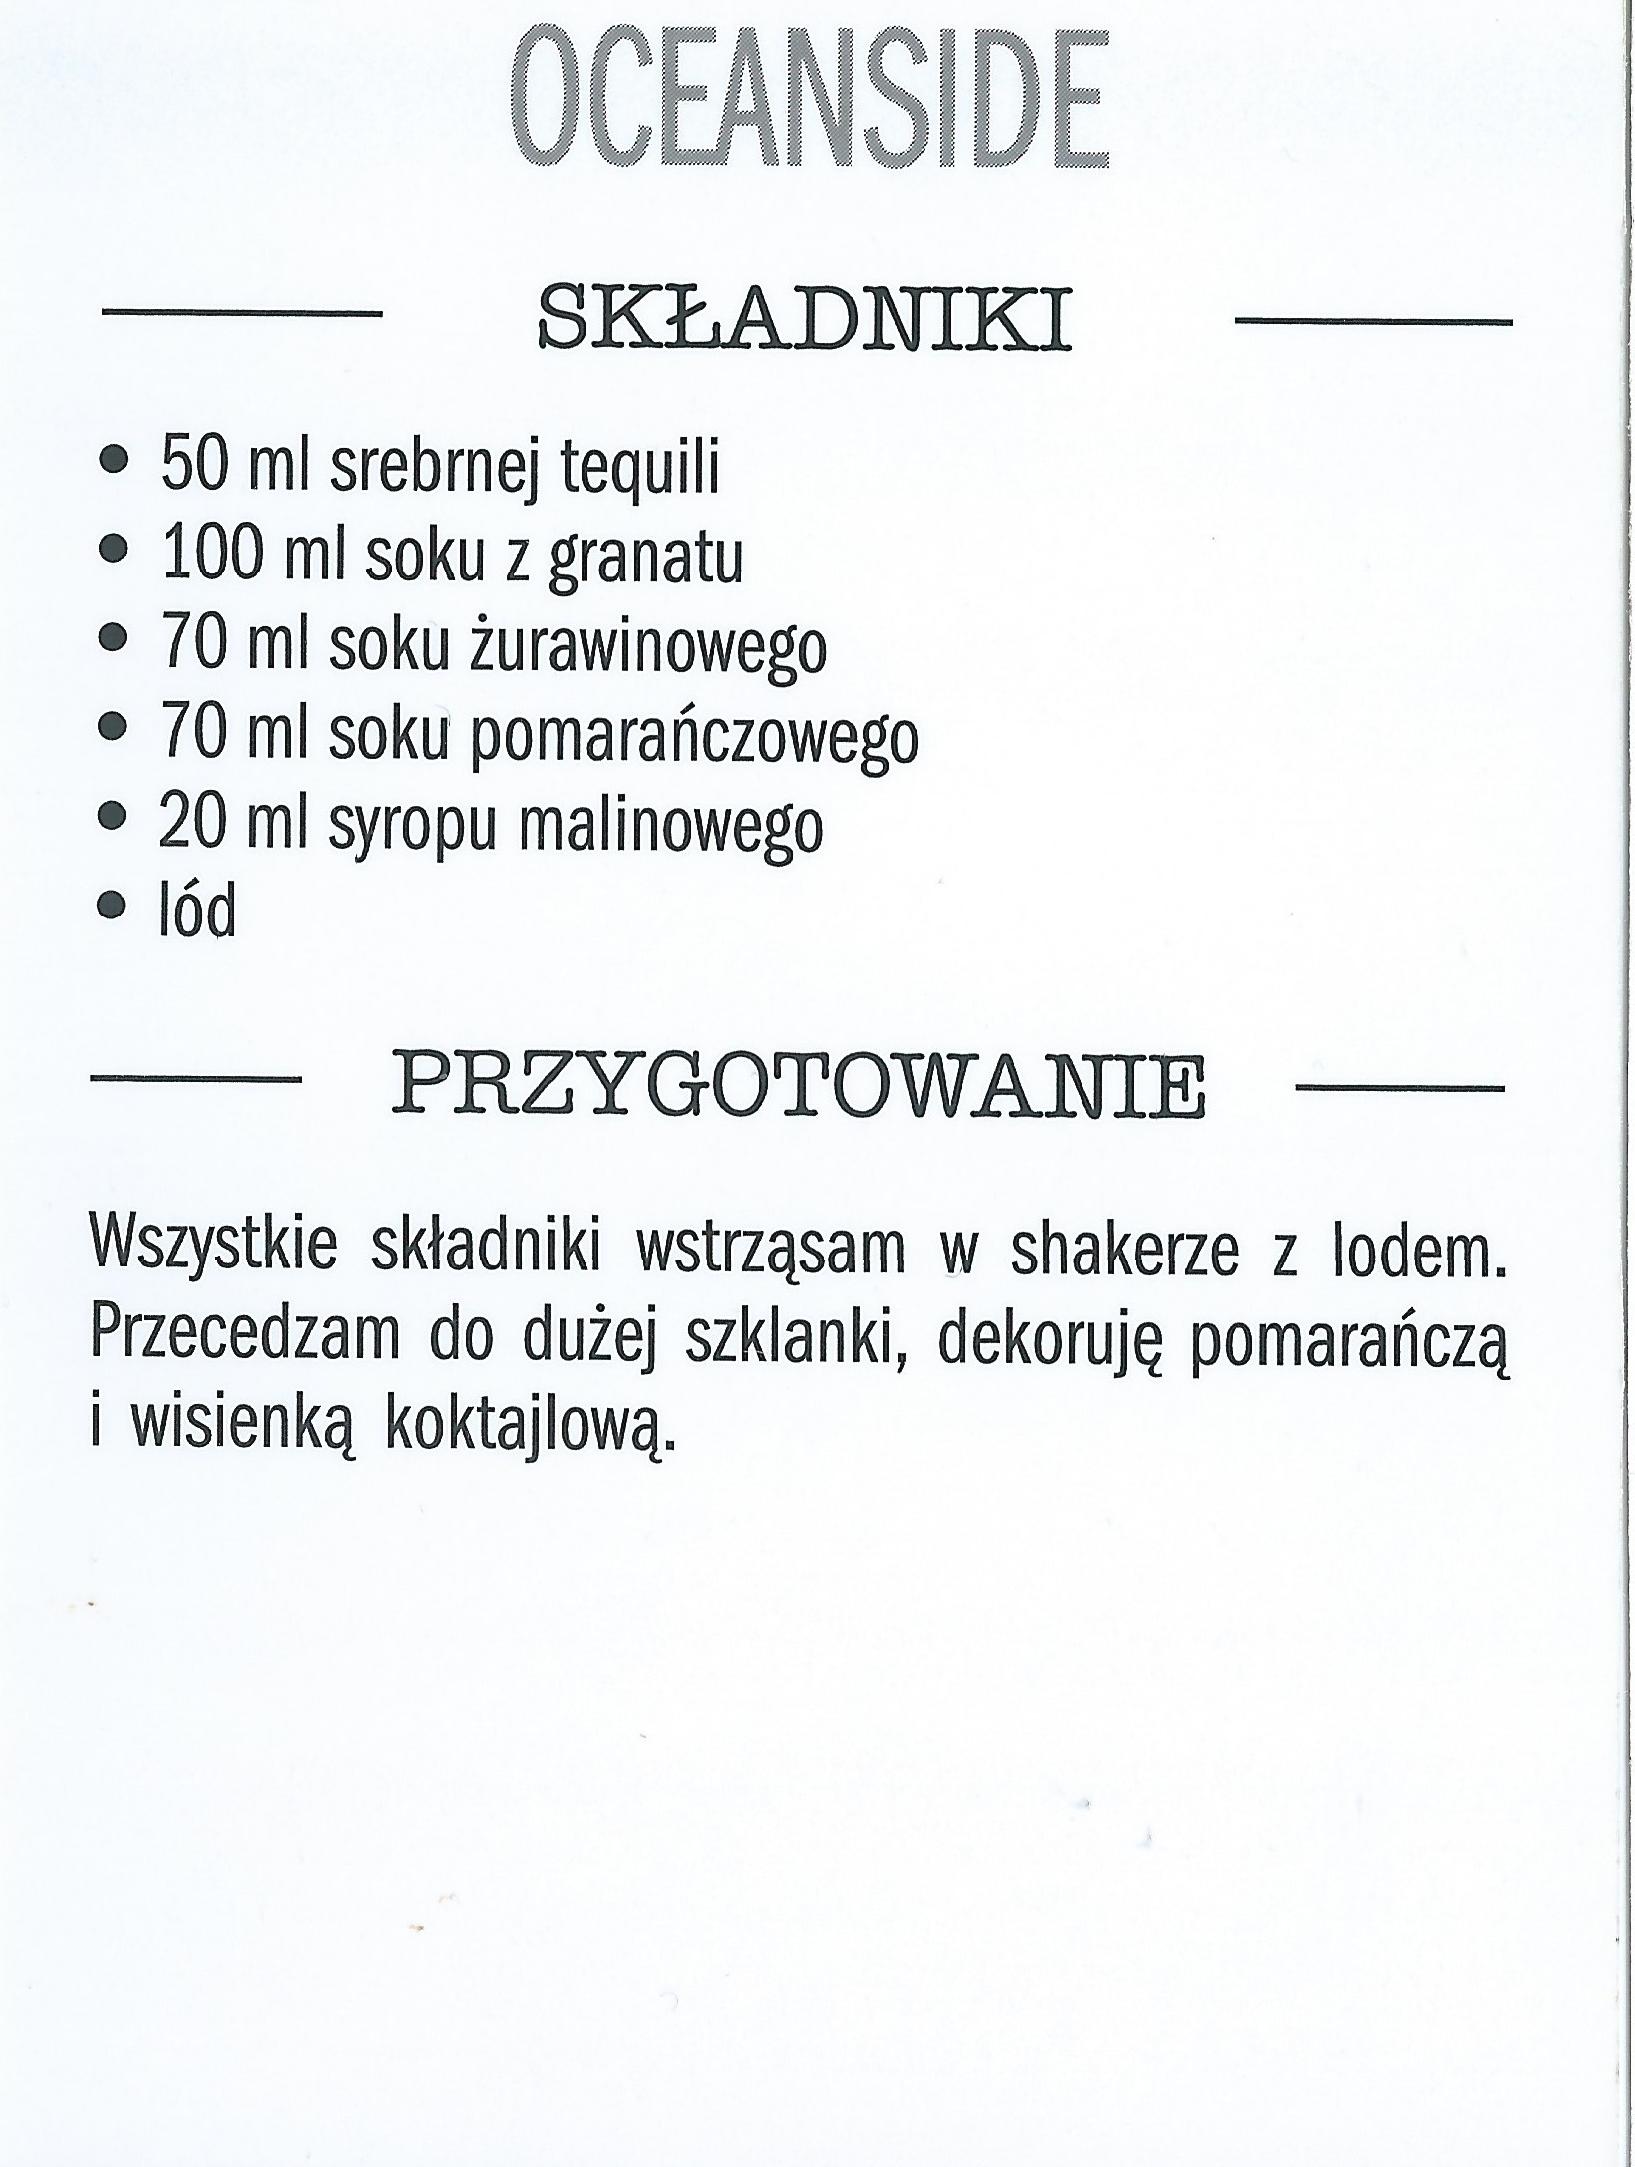 OCEANSIDE
SKŁADNIKI
• 50 ml srebrnej tequili
• 100 ml soku z granatu
• 70 ml soku żurawinowego
• 70 ml soku pomarańczowego
• 20 ml syropu malinowego
• lód
PRZYGOTOWANIE
Wszystkie składniki wstrząsam w shakerze z lodem.
Przecedzam do dużej szklanki, dekoruję pomarańczą
i wisienką koktajlową.